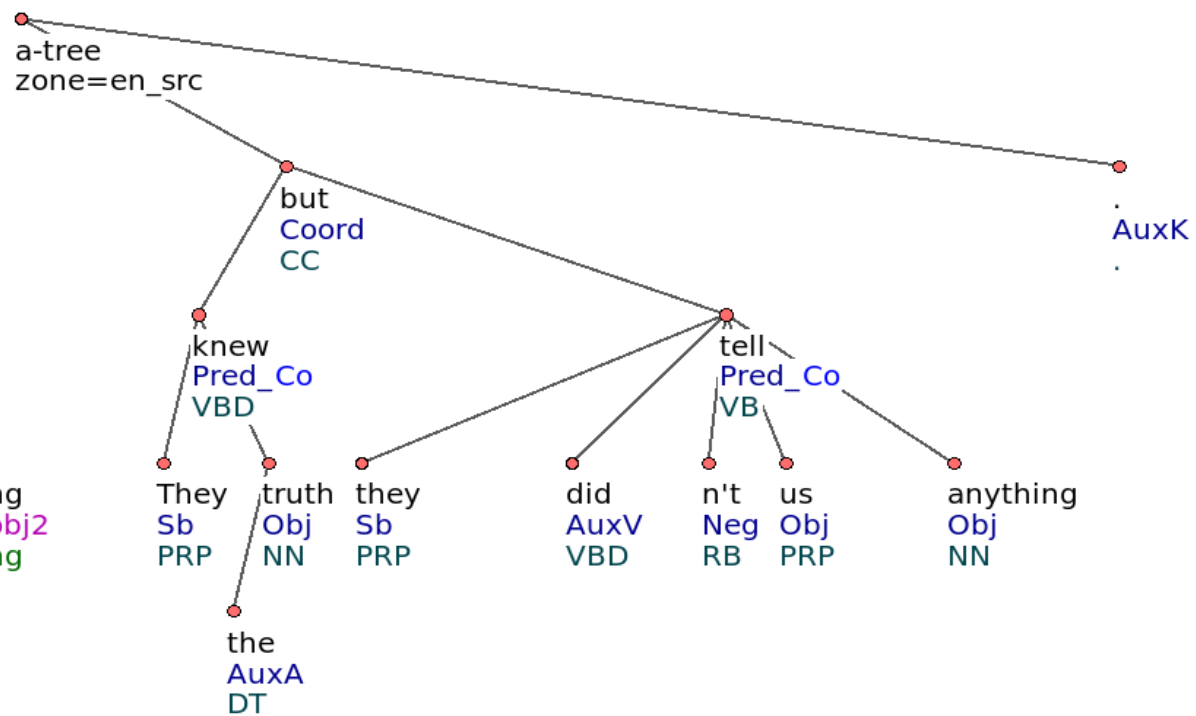 a-tree
zone=en_src
but
Coord
CC
.
AuxK
.
knew
Pred_Co
VBD
tell
Pred_Co
VB
They
Sb
PRP
truth
Obj
NN
they
Sb
PRP
did
AuxV
VBD
n't
Neg
RB
us
Obj
PRP
anything
Obj
NN
the
AuxA
DT